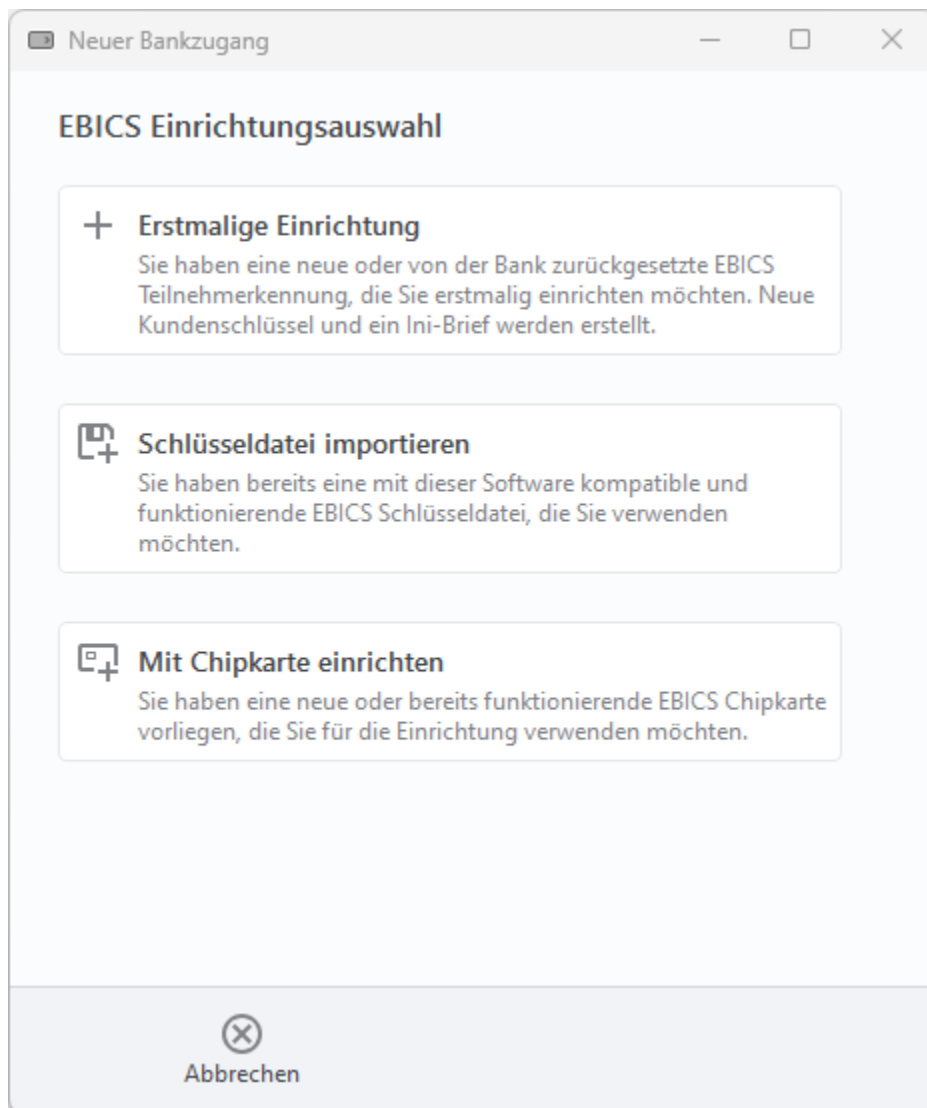 Neuer Bankzugang
EBICS Einrichtungsauswahl
Erstmalige Einrichtung
Sie haben eine neue oder von der Bank zurückgesetzte EBICS
Teilnehmerkennung, die Sie erstmalig einrichten möchten. Neue
Kundenschlüssel und ein Ini-Brief werden erstellt.
Schlüsseldatei importieren
Sie haben bereits eine mit dieser Software kompatible und
funktionierende EBICS Schlüsseldatei, die Sie verwenden
möchten.
Mit Chipkarte einrichten
Sie haben eine neue oder bereits funktionierende EBICS Chipkarte
vorliegen, die Sie für die Einrichtung verwenden möchten.
Abbrechen